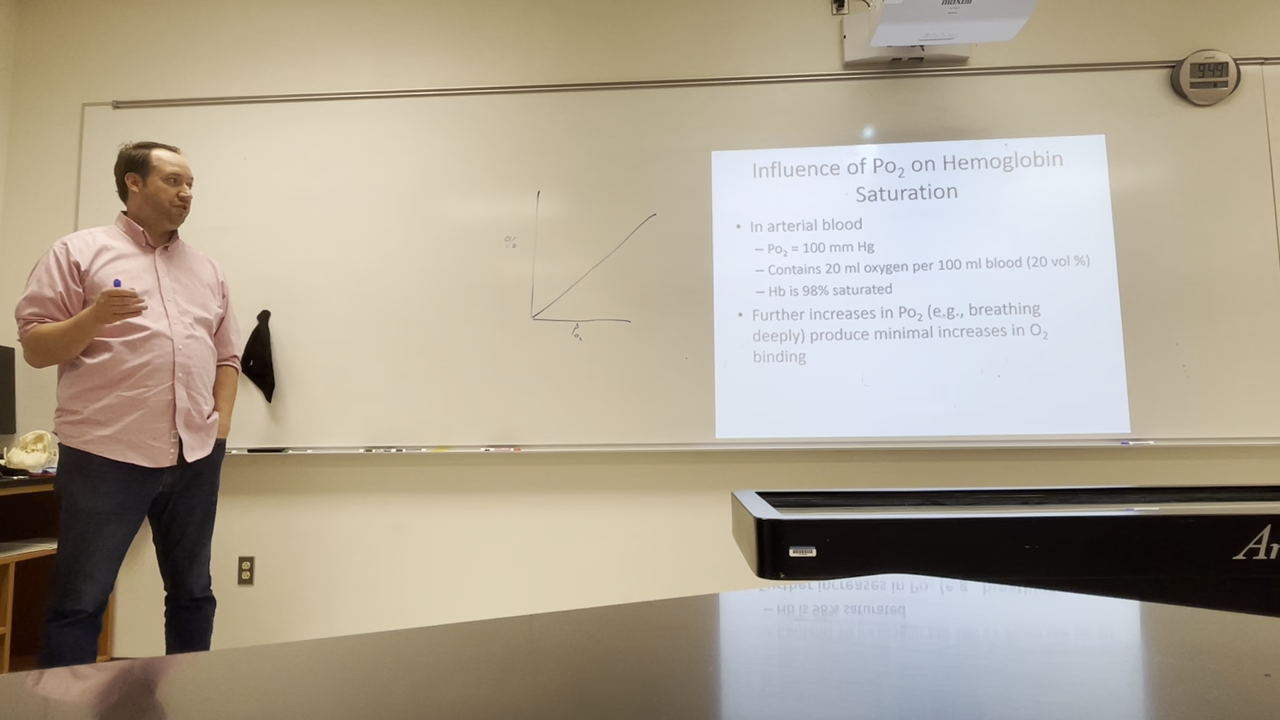 9:49
Influence of Po₂ on Hemoglobin
Saturation
• In arterial blood
– Po₂ = 100 mm Hg
– Contains 20 ml oxygen per 100 ml blood (20 vol %)
– Hb is 98% saturated
• Further increases in Po₂ (e.g., breathing
deeply) produce minimal increases in O₂
binding